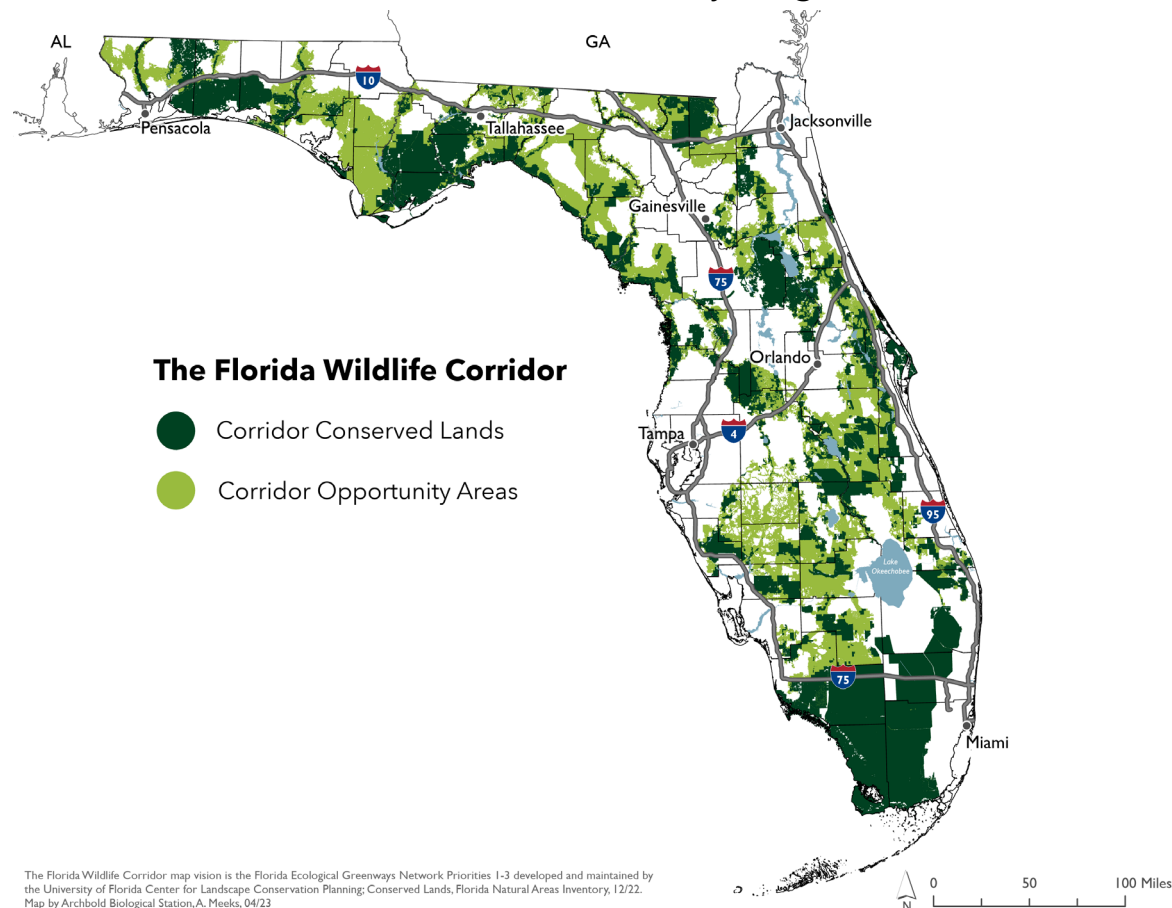 AL
GA
10
Pensacola
Tallahassee
Jacksonville
Gainesville
75
Orlando
The Florida Wildlife Corridor
Corridor Conserved Lands
Corridor Opportunity Areas
Tampa
4
95
Lake
Okeechobee
75
Miami
The Florida Wildlife Corridor map vision is the Florida Ecological Greenways Network Priorities 1-3 developed and maintained by
the University of Florida Center for Landscape Conservation Planning; Conserved Lands, Florida Natural Areas Inventory, 12/22.
Map by Archbold Biological Station, A. Meeks, 04/23
N
0 50 100 Miles